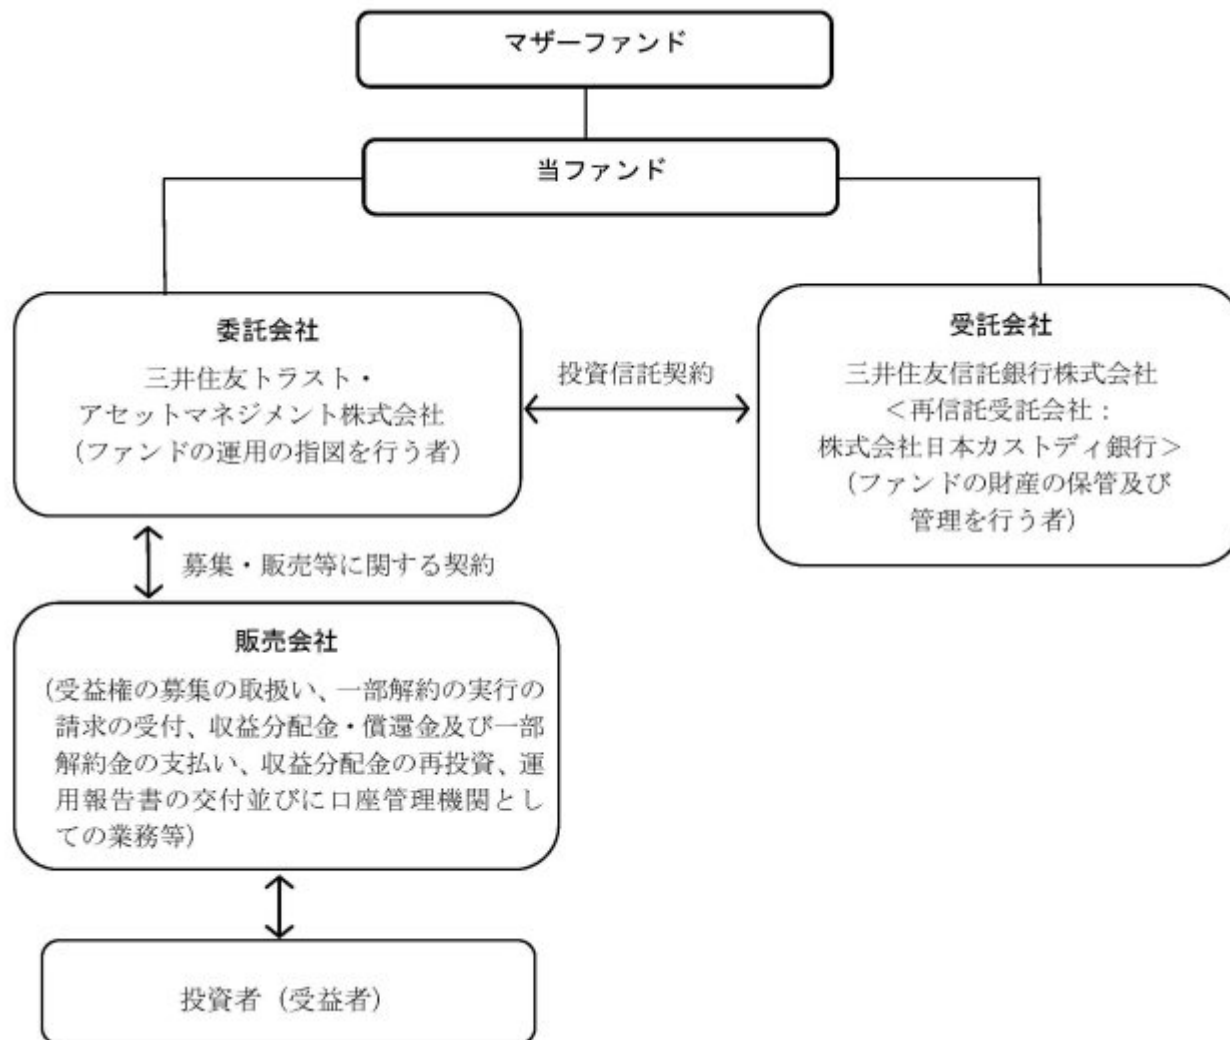 マザーファンド
当ファンド
委託会社
三井住友トラスト・
アセットマネジメント株式会社
（ファンドの運用の指図を行う者）
投資信託契約
受託会社
三井住友信託銀行株式会社
＜再信託受託会社：
株式会社日本カストディ銀行＞
（ファンドの財産の保管及び
管理を行う者）
募集・販売等に関する契約
販売会社
（受益権の募集の取扱い、一部解約の実行の
請求の受付、収益分配金・償還金及び一部
解約金の支払い、収益分配金の再投資、運
用報告書の交付並びに口座管理機関とし
ての業務等）
投資者（受益者）